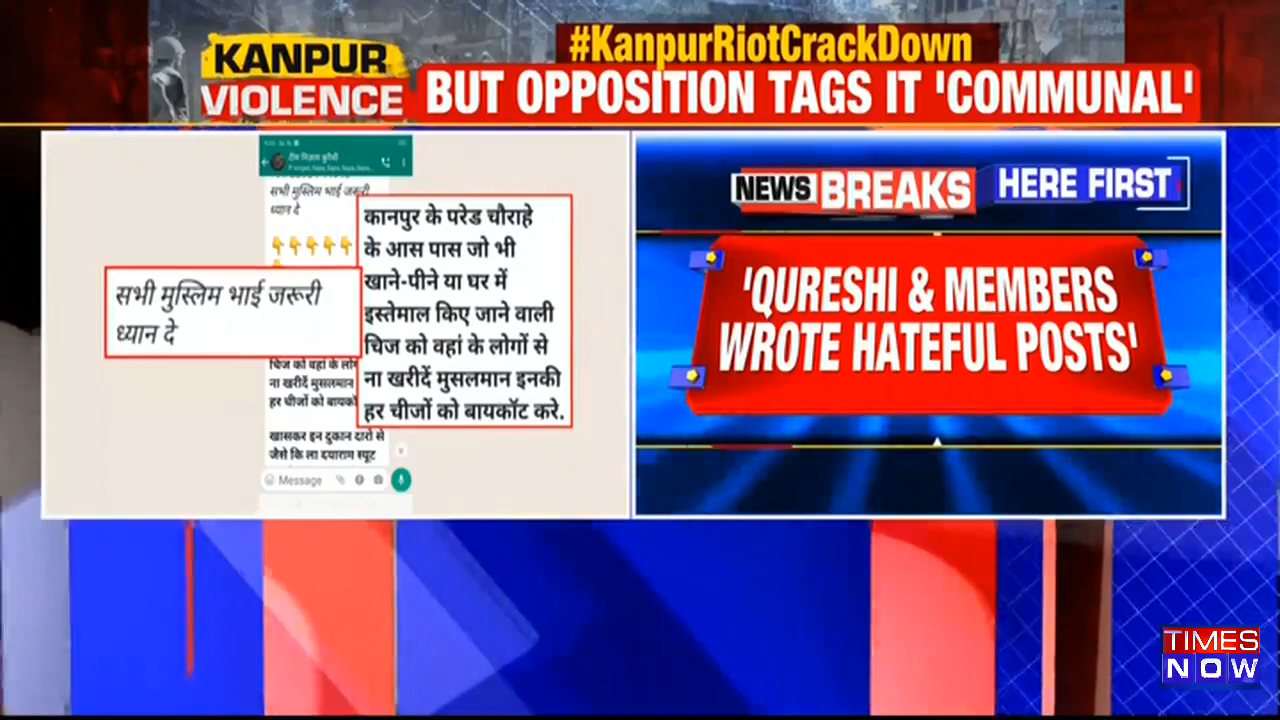 #KanpurRiotCrackDown
KANPUR
VIOLENCE
BUT OPPOSITION TAGS IT 'COMMUNAL'
टीम निज़ाम कुरैशी
सभी मुस्लिम भाई जरूरी
ध्यान दे
सभी मुस्लिम भाई जरूरी
ध्यान दे
कानपुर के परेड चौराहे
के आस पास जो भी
खाने-पीने या घर में
इस्तेमाल किए जाने वाली
चिज को वहां के लोगों से
ना खरीदें मुसलमान इनकी
हर चीजों को बायकॉट करे.
चिज को वहां के
ना खरीदें मुसलमान
हर चीजों को
खासकर इन दुकान दारो से
जैसे कि ला दयाराम स्यूट
Message
NEWS BREAKS HERE FIRST
'QURESHI & MEMBERS
WROTE HATEFUL POSTS'
TIMES
NOW